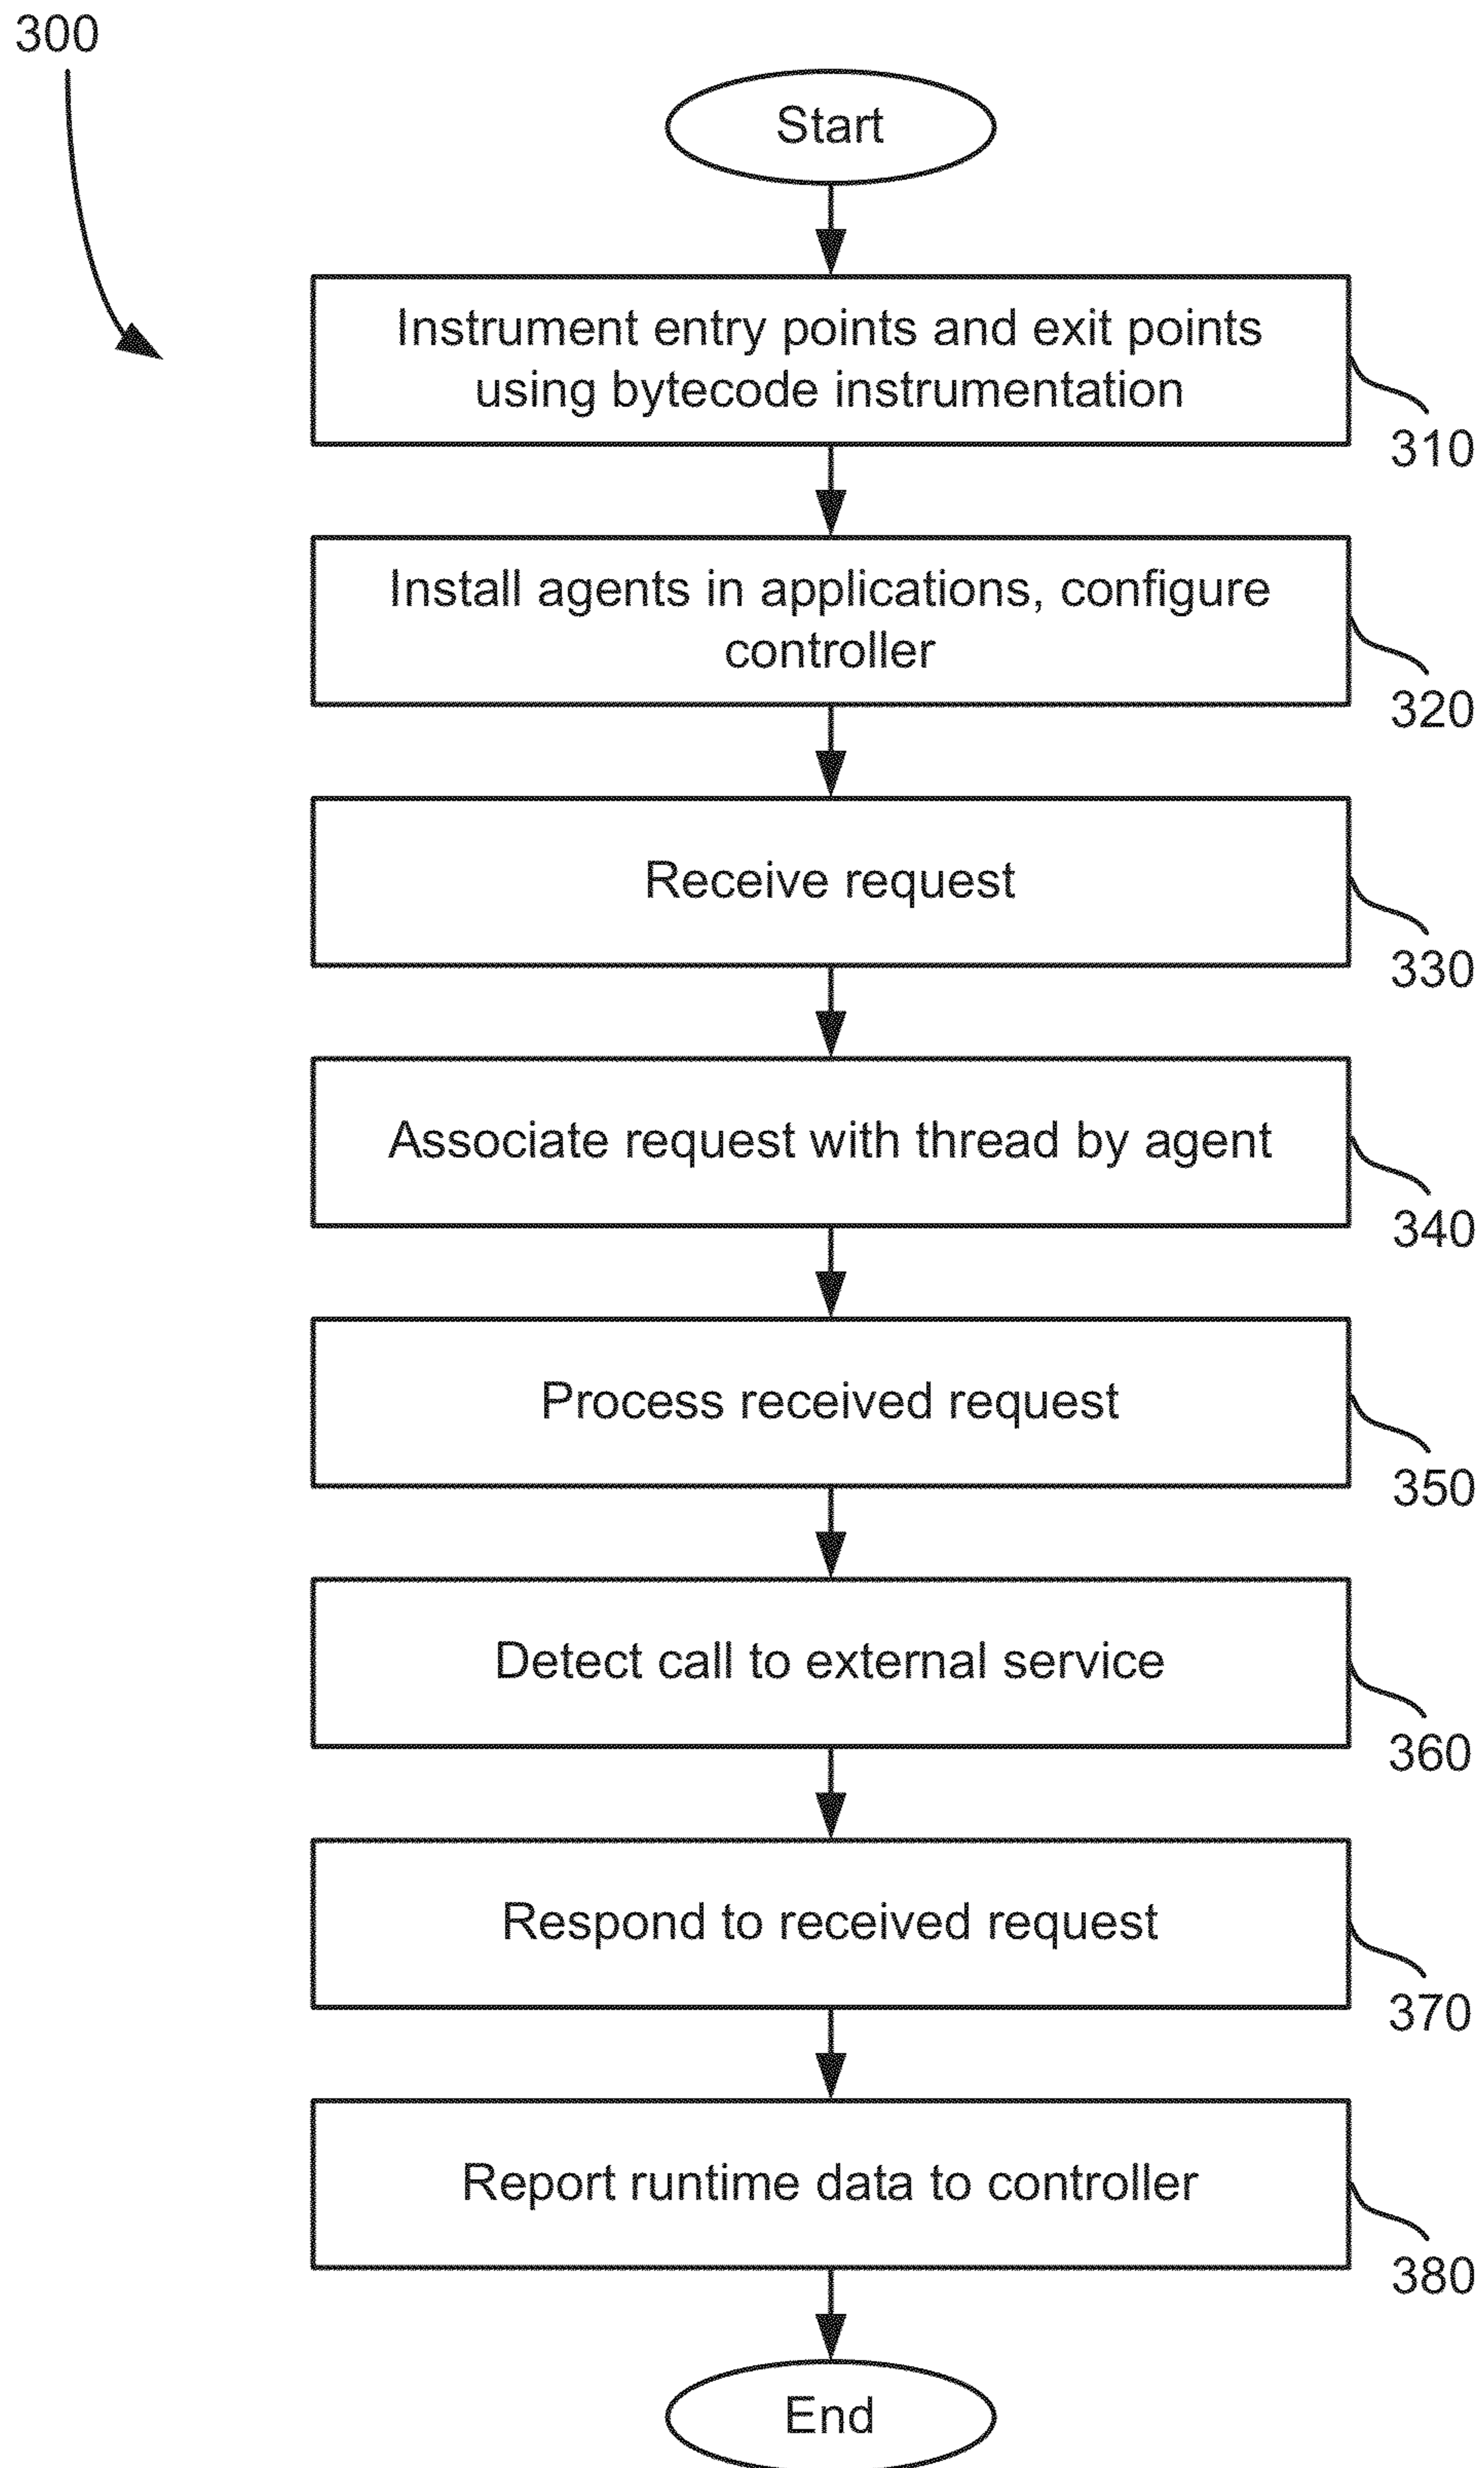 300
Start
Instrument entry points and exit points
using bytecode instrumentation
310
Install agents in applications, configure
controller
320
Receive request
330
Associate request with thread by agent
340
Process received request
350
Detect call to external service
360
Respond to received request
370
Report runtime data to controller
380
End